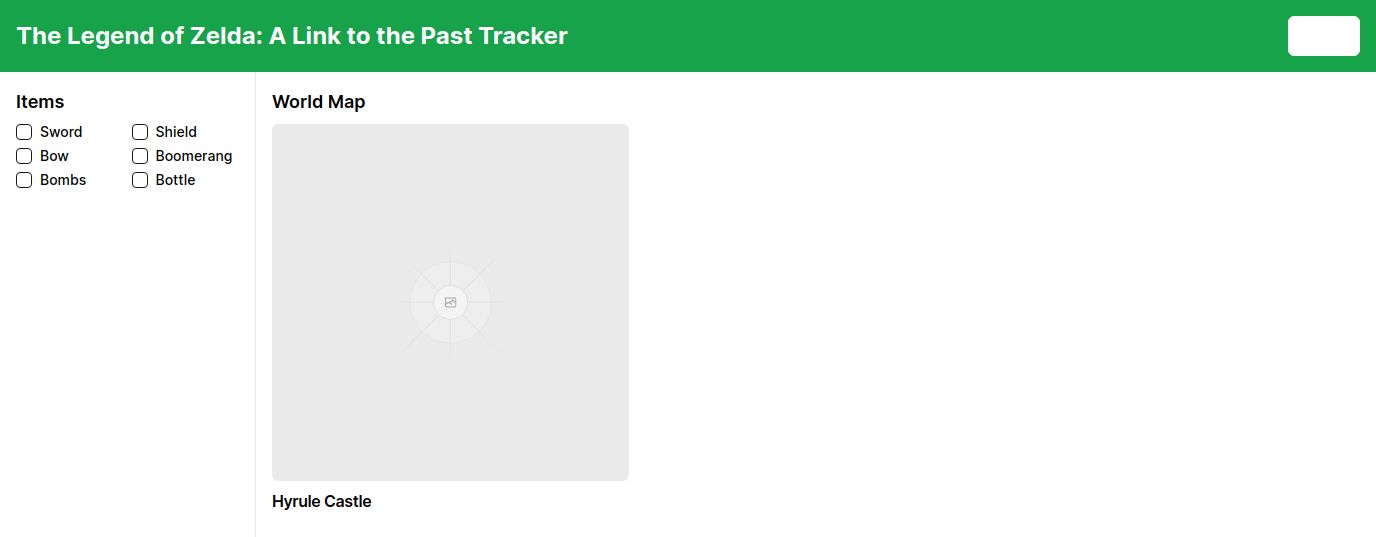 The Legend of Zelda: A Link to the Past Tracker
Items
Sword
Shield
Bow
Boomerang
Bombs
Bottle
World Map
Hyrule Castle